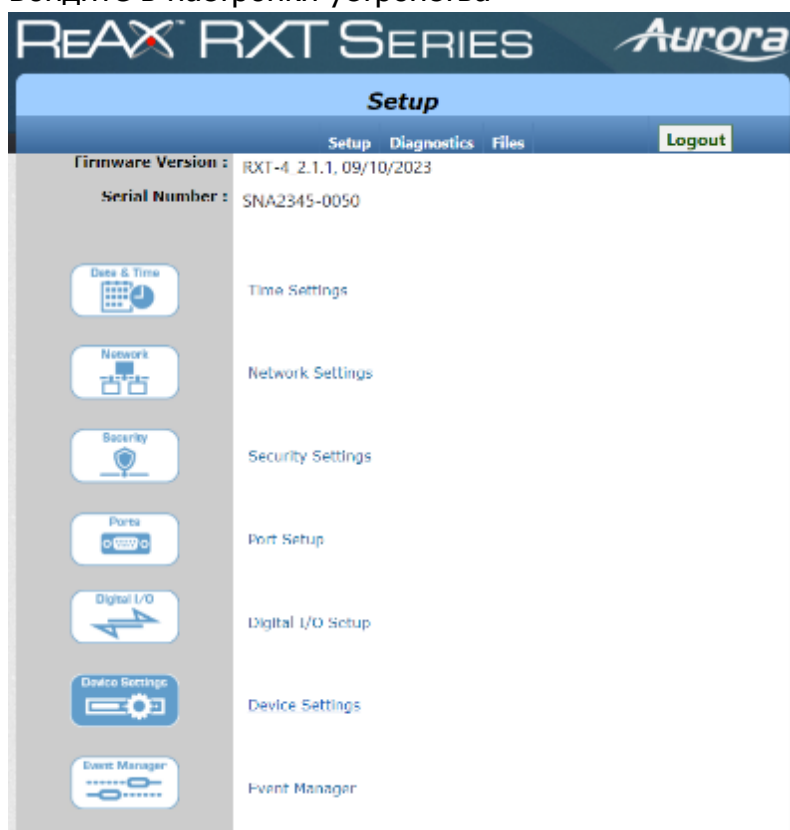 Войдите в настройки устройства
ReAX™ RXT SERIES Aurora
Setup
Setup Diagnostics Files Logout
Firmware Version : RXT-4 2.1.1, 09/10/2023
Serial Number : SNA2345-0050
Date & Time
Time Settings
Network
Network Settings
Security
Security Settings
Ports
Port Setup
Digital I/O
Digital I/O Setup
Device Settings
Device Settings
Event Manager
Event Manager